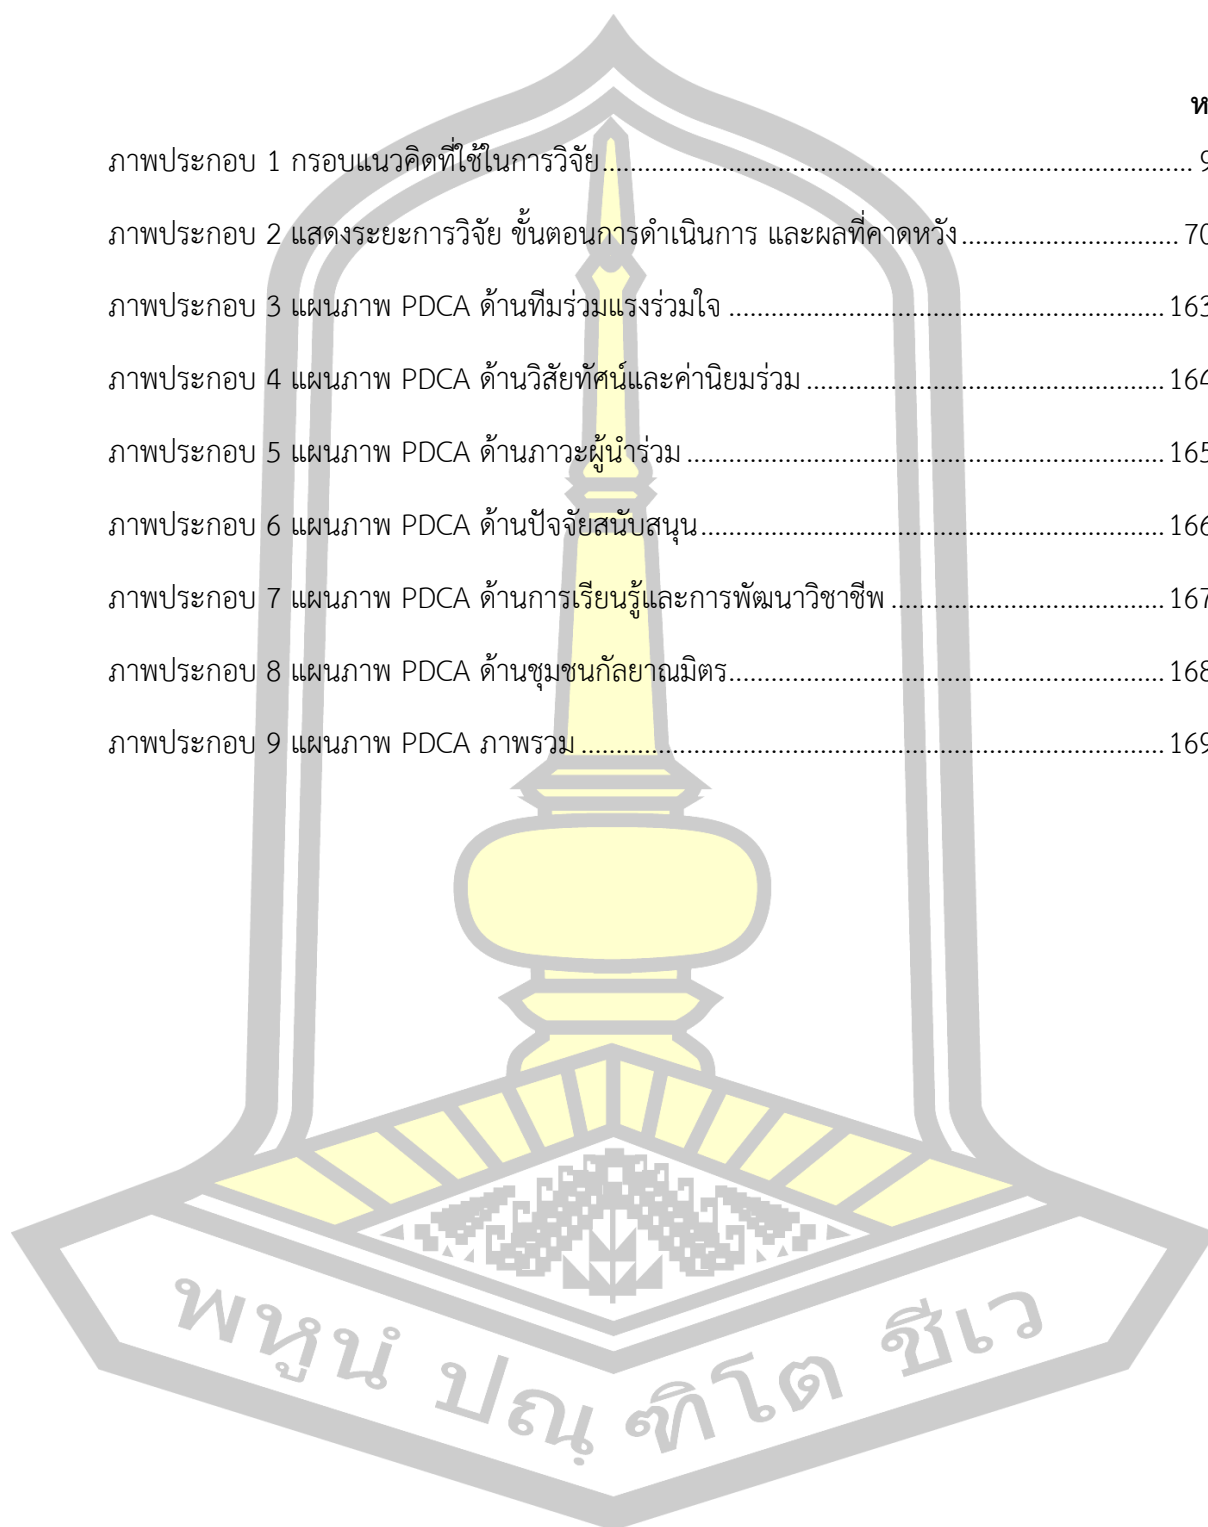 ห
ภาพประกอบ 1 กรอบแนวคิดที่ใช้ในการวิจัย.......................................................................................... 9
ภาพประกอบ 2 แสดงระยะการวิจัย ขั้นตอนการดำเนินการ และผลที่คาดหวัง................................. 70
ภาพประกอบ 3 แผนภาพ PDCA ด้านทีมร่วมแรงร่วมใจ .................................................................. 163
ภาพประกอบ 4 แผนภาพ PDCA ด้านวิสัยทัศน์และค่านิยมร่วม ...................................................... 164
ภาพประกอบ 5 แผนภาพ PDCA ด้านภาวะผู้นำร่วม ........................................................................ 165
ภาพประกอบ 6 แผนภาพ PDCA ด้านปัจจัยสนับสนุน...................................................................... 166
ภาพประกอบ 7 แผนภาพ PDCA ด้านการเรียนรู้และการพัฒนาวิชาชีพ ......................................... 167
ภาพประกอบ 8 แผนภาพ PDCA ด้านชุมชนกัลยาณมิตร.................................................................. 168
ภาพประกอบ 9 แผนภาพ PDCA ภาพรวม ........................................................................................ 169
พหูนํ ปณฺฑิโต ชีเว